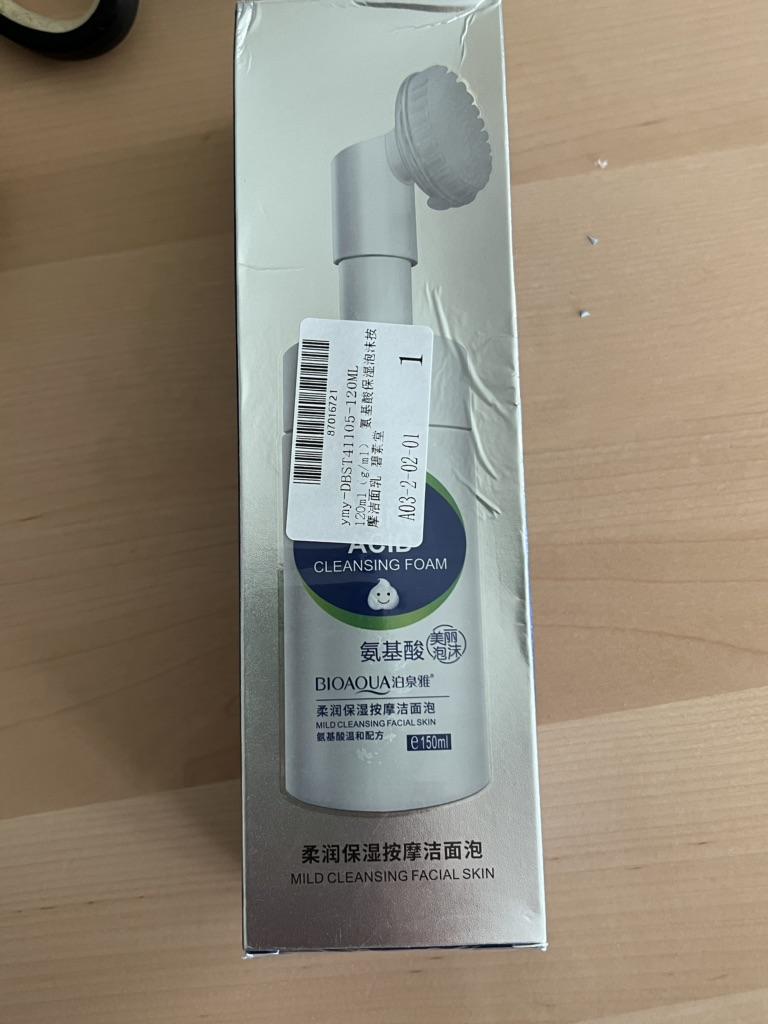 87016721
ymy-DBST41105-120ML
120ml (g/ml) 氨基酸保湿泡沫按
摩洁面乳 碧素堂
A03-2-02-01
1
ACID
CLEANSING FOAM
氨基酸
美丽
泡沫
BIOAQUA泊泉雅®
柔润保湿按摩洁面泡
MILD CLEANSING FACIAL SKIN
氨基酸温和配方
e150ml
柔润保湿按摩洁面泡
MILD CLEANSING FACIAL SKIN